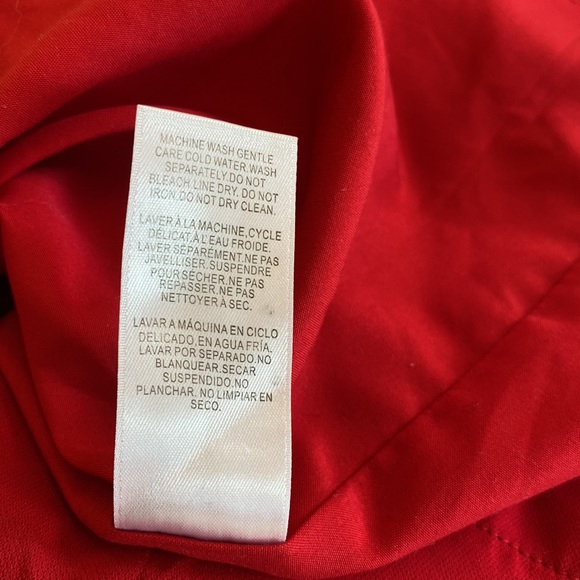 MACHINE WASH GENTLE
CARE COLD WATER.WASH
SEPARATELY.DO NOT
BLEACH.LINE DRY. DO NOT
IRON.DO NOT DRY CLEAN.
LAVER À LA MACHINE,CYCLE
DÉLICAT,À L'EAU FROIDE.
LAVER SÉPARÉMENT.NE PAS
JAVELLISER. SUSPENDRE
POUR SÉCHER.NE PAS
REPASSER.NE PAS
NETTOYER À SEC.
LAVAR A MÁQUINA EN CICLO
DELICADO,EN AGUA FRÍA.
LAVAR POR SEPARADO.NO
BLANQUEAR.SECAR
SUSPENDIDO.NO
PLANCHAR. NO LIMPIAR EN
SECO.